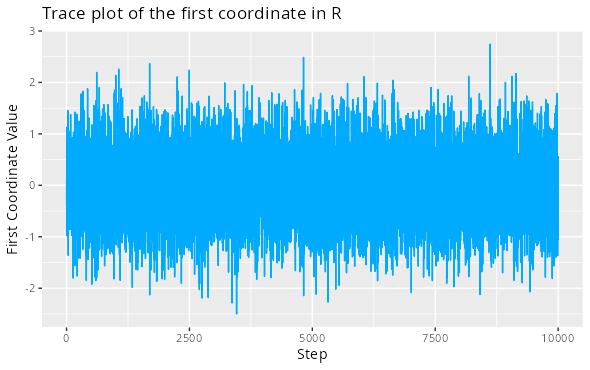 Trace plot of the first coordinate in R
First Coordinate Value
3
2
1
0
-1
-2
0 2500 5000 7500 10000
Step